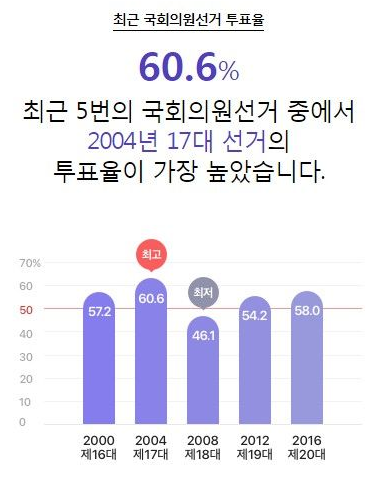 최근 국회의원선거 투표율
60.6%
최근 5번의 국회의원선거 중에서
2004년 17대 선거의
투표율이 가장 높았습니다.
최고
70%
최저
60
60.6
57.2
58.0
50
54.2
46.1
40
30
20
10
0
2000 2004 2008 2012 2016
제16대 제17대 제18대 제19대 제20대